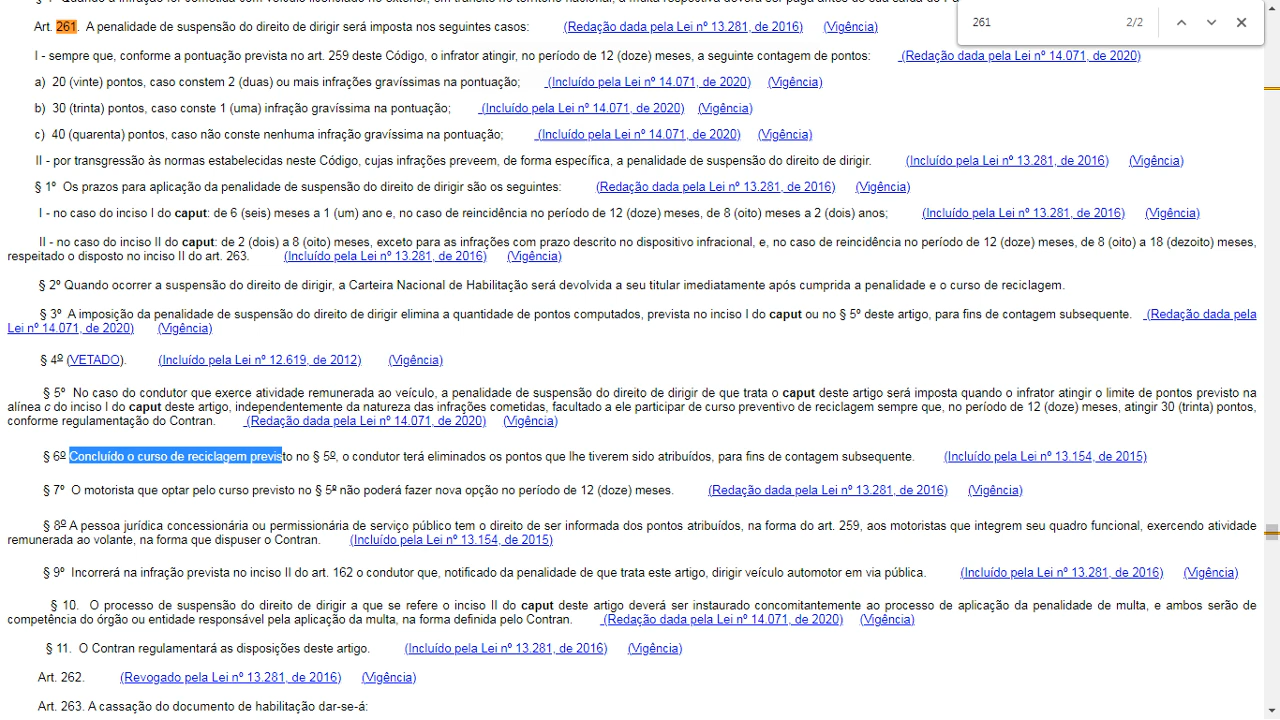 Art. 261.  A penalidade de suspensão do direito de dirigir será imposta nos seguintes casos:  (Redação dada pela Lei nº 13.281, de 2016)  (Vigência)
261  2/2
I - sempre que, conforme a pontuação prevista no art. 259 deste Código, o infrator atingir, no período de 12 (doze) meses, a seguinte contagem de pontos:  (Redação dada pela Lei nº 14.071, de 2020)
a)  20 (vinte) pontos, caso constem 2 (duas) ou mais infrações gravíssimas na pontuação;  (Incluído pela Lei nº 14.071, de 2020)  (Vigência)
b)  30 (trinta) pontos, caso conste 1 (uma) infração gravíssima na pontuação;  (Incluído pela Lei nº 14.071, de 2020)  (Vigência)
c)  40 (quarenta) pontos, caso não conste nenhuma infração gravíssima na pontuação;  (Incluído pela Lei nº 14.071, de 2020)  (Vigência)
II - por transgressão às normas estabelecidas neste Código, cujas infrações preveem, de forma específica, a penalidade de suspensão do direito de dirigir.  (Incluído pela Lei nº 13.281, de 2016)  (Vigência)
§ 1º  Os prazos para aplicação da penalidade de suspensão do direito de dirigir são os seguintes:  (Redação dada pela Lei nº 13.281, de 2016)  (Vigência)
I - no caso do inciso I do caput: de 6 (seis) meses a 1 (um) ano e, no caso de reincidência no período de 12 (doze) meses, de 8 (oito) meses a 2 (dois) anos;  (Incluído pela Lei nº 13.281, de 2016)  (Vigência)
II - no caso do inciso II do caput: de 2 (dois) a 8 (oito) meses, exceto para as infrações com prazo descrito no dispositivo infracional, e, no caso de reincidência no período de 12 (doze) meses, de 8 (oito) a 18 (dezoito) meses,
respeitado o disposto no inciso II do art. 263.  (Incluído pela Lei nº 13.281, de 2016)  (Vigência)
§ 2º Quando ocorrer a suspensão do direito de dirigir, a Carteira Nacional de Habilitação será devolvida a seu titular imediatamente após cumprida a penalidade e o curso de reciclagem.
§ 3º  A imposição da penalidade de suspensão do direito de dirigir elimina a quantidade de pontos computados, prevista no inciso I do caput ou no § 5º deste artigo, para fins de contagem subsequente.  (Redação dada pela
Lei nº 14.071, de 2020)  (Vigência)
§ 4º (VETADO).  (Incluído pela Lei nº 12.619, de 2012)  (Vigência)
§ 5º  No caso do condutor que exerce atividade remunerada ao veículo, a penalidade de suspensão do direito de dirigir de que trata o caput deste artigo será imposta quando o infrator atingir o limite de pontos previsto na
alínea c do inciso I do caput deste artigo, independentemente da natureza das infrações cometidas, facultado a ele participar de curso preventivo de reciclagem sempre que, no período de 12 (doze) meses, atingir 30 (trinta) pontos,
conforme regulamentação do Contran.  (Redação dada pela Lei nº 14.071, de 2020)  (Vigência)
§ 6º Concluído o curso de reciclagem previsto no § 5º, o condutor terá eliminados os pontos que lhe tiverem sido atribuídos, para fins de contagem subsequente.  (Incluído pela Lei nº 13.154, de 2015)
§ 7º  O motorista que optar pelo curso previsto no § 5º não poderá fazer nova opção no período de 12 (doze) meses.  (Redação dada pela Lei nº 13.281, de 2016)  (Vigência)
§ 8º A pessoa jurídica concessionária ou permissionária de serviço público tem o direito de ser informada dos pontos atribuídos, na forma do art. 259, aos motoristas que integrem seu quadro funcional, exercendo atividade
remunerada ao volante, na forma que dispuser o Contran.  (Incluído pela Lei nº 13.154, de 2015)
§ 9º  Incorrerá na infração prevista no inciso II do art. 162 o condutor que, notificado da penalidade de que trata este artigo, dirigir veículo automotor em via pública.  (Incluído pela Lei nº 13.281, de 2016)  (Vigência)
§ 10.  O processo de suspensão do direito de dirigir a que se refere o inciso II do caput deste artigo deverá ser instaurado concomitantemente ao processo de aplicação da penalidade de multa, e ambos serão de
competência do órgão ou entidade responsável pela aplicação da multa, na forma definida pelo Contran.  (Redação dada pela Lei nº 14.071, de 2020)  (Vigência)
§ 11.  O Contran regulamentará as disposições deste artigo.  (Incluído pela Lei nº 13.281, de 2016)  (Vigência)
Art. 262.  (Revogado pela Lei nº 13.281, de 2016)  (Vigência)
Art. 263. A cassação do documento de habilitação dar-se-á: